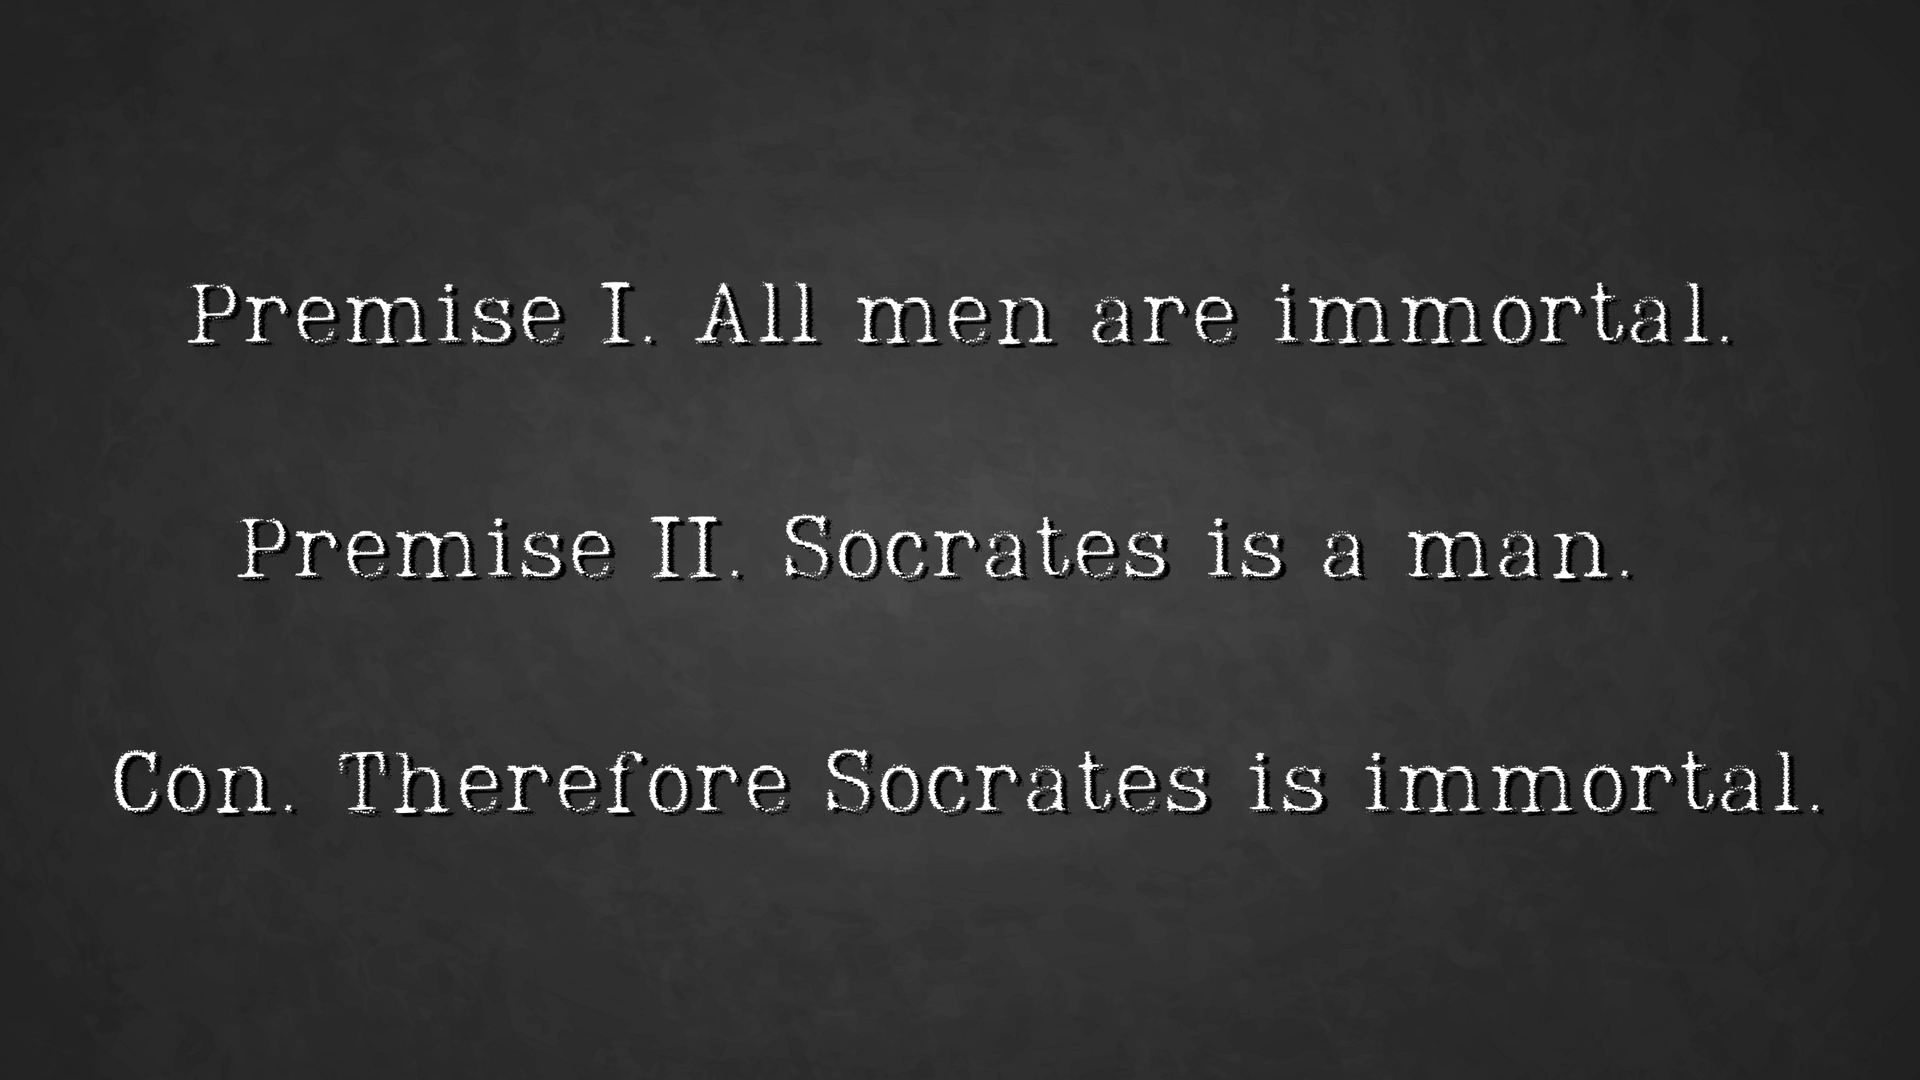 Premise I. All men are immortal.
Premise II. Socrates is a man.
Con. Therefore Socrates is immortal.